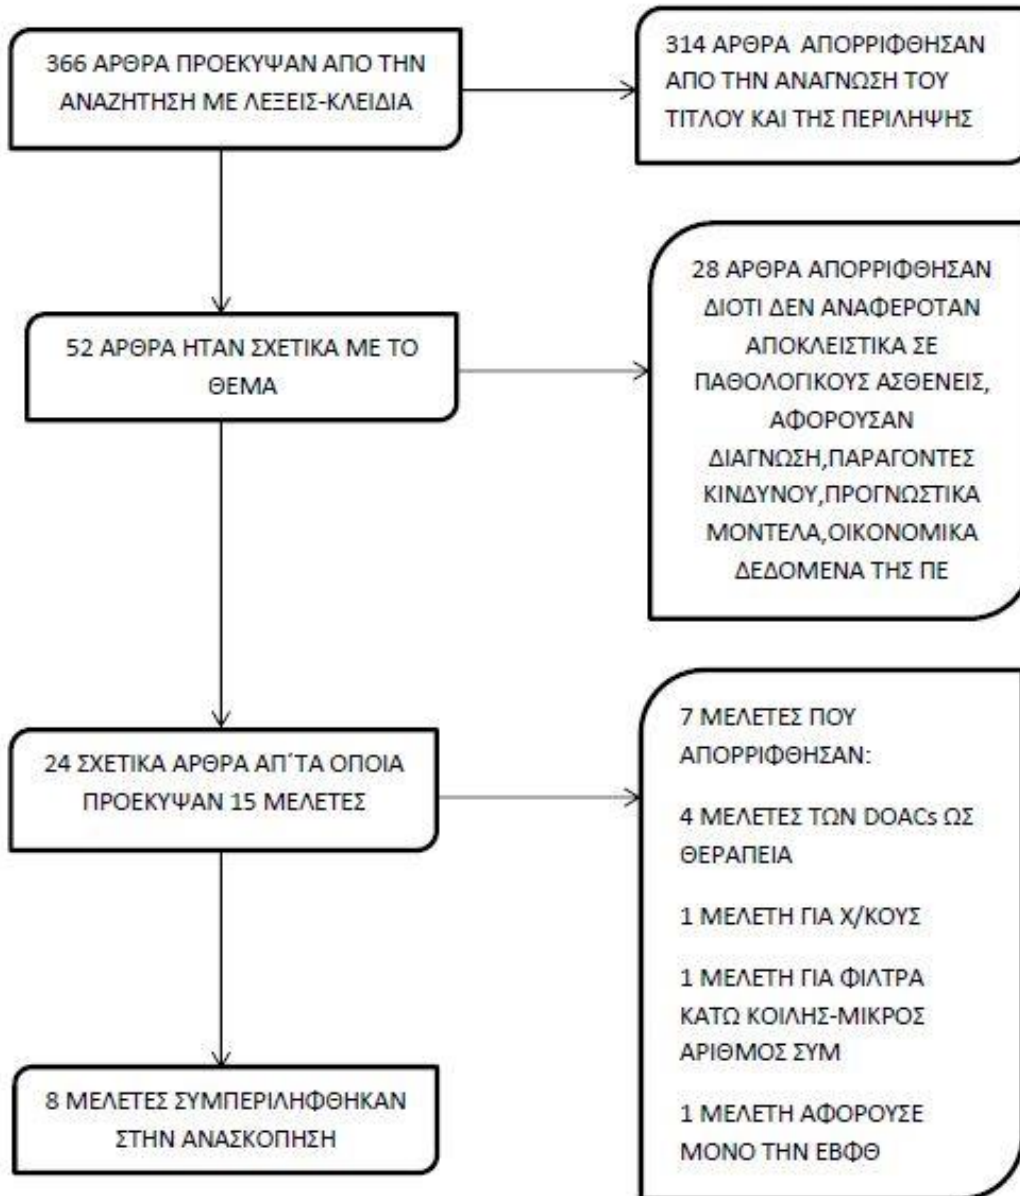 366 ΑΡΘΡΑ ΠΡΟΕΚΥΨΑΝ ΑΠΟ ΤΗΝ
ΑΝΑΖΗΤΗΣΗ ΜΕ ΛΕΞΕΙΣ-ΚΛΕΙΔΙΑ
314 ΑΡΘΡΑ ΑΠΟΡΡΙΦΘΗΣΑΝ
ΑΠΟ ΤΗΝ ΑΝΑΓΝΩΣΗ ΤΟΥ
ΤΙΤΛΟΥ ΚΑΙ ΤΗΣ ΠΕΡΙΛΗΨΗΣ
52 ΑΡΘΡΑ ΗΤΑΝ ΣΧΕΤΙΚΑ ΜΕ ΤΟ
ΘΕΜΑ
28 ΑΡΘΡΑ ΑΠΟΡΡΙΦΘΗΣΑΝ
ΔΙΟΤΙ ΔΕΝ ΑΝΑΦΕΡΟΤΑΝ
ΑΠΟΚΛΕΙΣΤΙΚΑ ΣΕ
ΠΑΘΟΛΟΓΙΚΟΥΣ ΑΣΘΕΝΕΙΣ,
ΑΦΟΡΟΥΣΑΝ
ΔΙΑΓΝΩΣΗ,ΠΑΡΑΓΟΝΤΕΣ
ΚΙΝΔΥΝΟΥ,ΠΡΟΓΝΩΣΤΙΚΑ
ΜΟΝΤΕΛΑ,ΟΙΚΟΝΟΜΙΚΑ
ΔΕΔΟΜΕΝΑ ΤΗΣ ΠΕ
24 ΣΧΕΤΙΚΑ ΑΡΘΡΑ ΑΠ΄ΤΑ ΟΠΟΙΑ
ΠΡΟΕΚΥΨΑΝ 15 ΜΕΛΕΤΕΣ
7 ΜΕΛΕΤΕΣ ΠΟΥ
ΑΠΟΡΡΙΦΘΗΣΑΝ:
4 ΜΕΛΕΤΕΣ ΤΩΝ DOACs ΩΣ
ΘΕΡΑΠΕΙΑ
1 ΜΕΛΕΤΗ ΓΙΑ Χ/ΚΟΥΣ
1 ΜΕΛΕΤΗ ΓΙΑ ΦΙΛΤΡΑ
ΚΑΤΩ ΚΟΙΛΗΣ-ΜΙΚΡΟΣ
ΑΡΙΘΜΟΣ ΣΥΜ
1 ΜΕΛΕΤΗ ΑΦΟΡΟΥΣΕ
ΜΟΝΟ ΤΗΝ ΕΒΦΘ
8 ΜΕΛΕΤΕΣ ΣΥΜΠΕΡΙΛΗΦΘΗΚΑΝ
ΣΤΗΝ ΑΝΑΣΚΟΠΗΣΗ